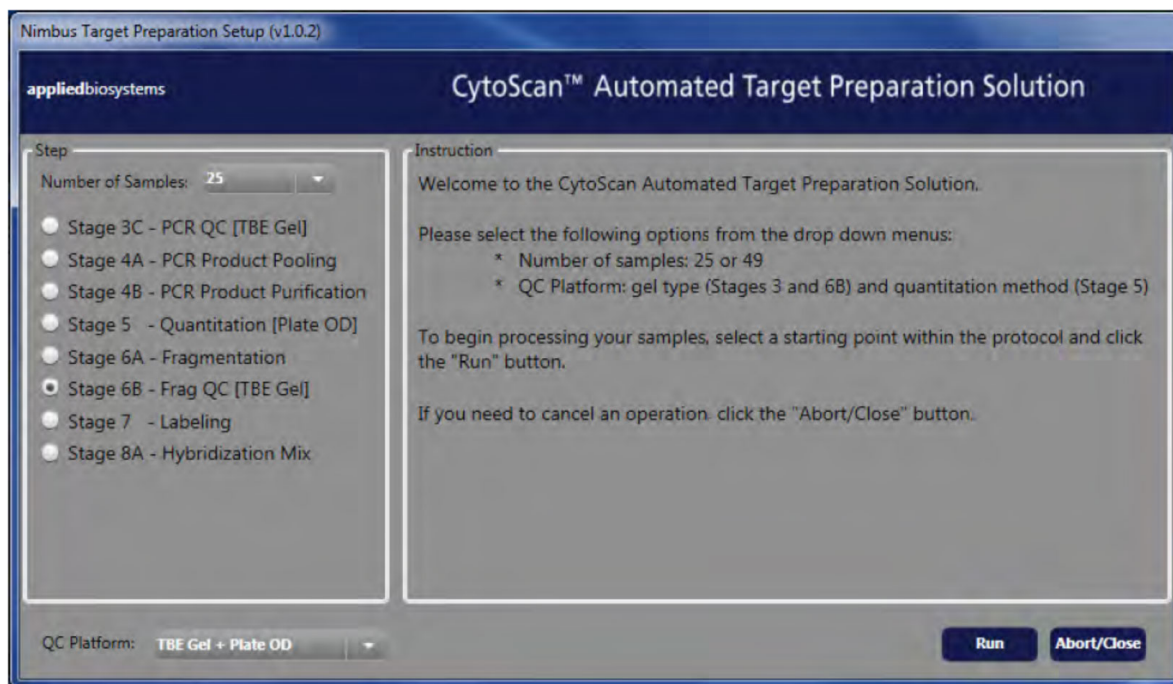 Nimbus Target Preparation Setup (v1.0.2)
appliedbiosystems
CytoScan™ Automated Target Preparation Solution
Step
Number of Samples: 25
Stage 3C - PCR QC [TBE Gel]
Stage 4A - PCR Product Pooling
Stage 4B - PCR Product Purification
Stage 5 - Quantitation [Plate OD]
Stage 6A - Fragmentation
Stage 6B - Frag QC [TBE Gel]
Stage 7 - Labeling
Stage 8A - Hybridization Mix
Instruction
Welcome to the CytoScan Automated Target Preparation Solution.
Please select the following options from the drop down menus:
* Number of samples: 25 or 49
* QC Platform: gel type (Stages 3 and 6B) and quantitation method (Stage 5)
To begin processing your samples, select a starting point within the protocol and click
the "Run" button.
If you need to cancel an operation click the "Abort/Close" button.
QC Platform: TBE Gel + Plate OD
Run
Abort/Close